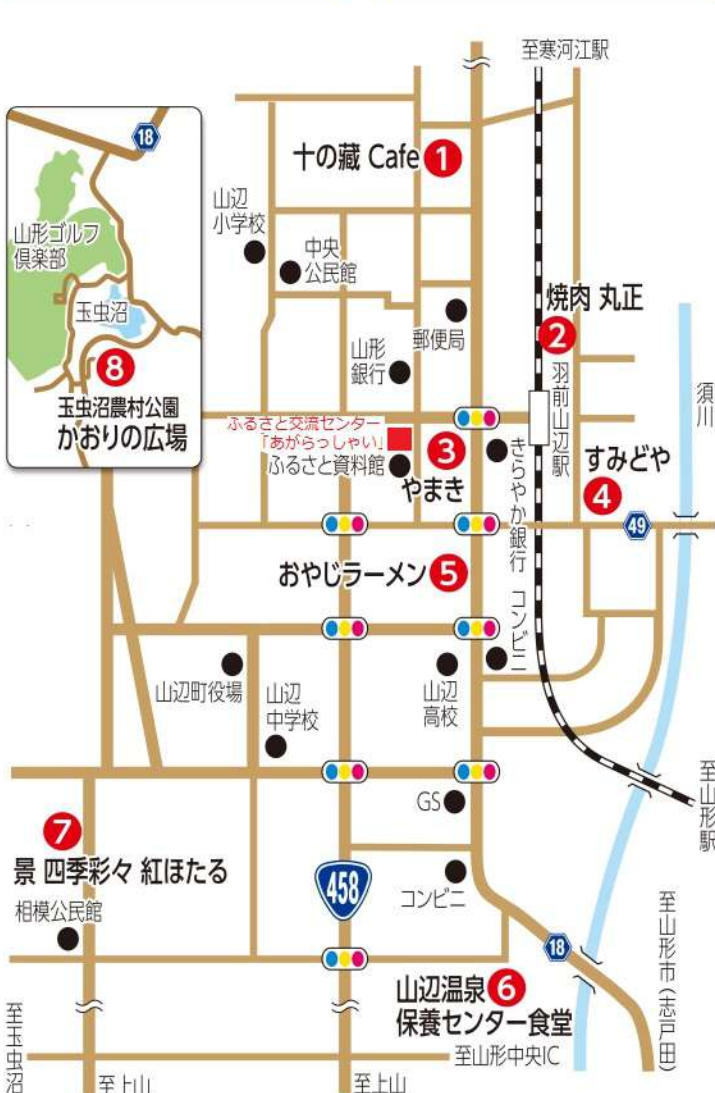 至寒河江駅
18
十の蔵 Cafe 1
山辺
小学校
中央
公民館
山形ゴルフ
倶楽部
玉虫沼
8
玉虫沼農村公園
かおりの広場
焼肉 丸正
2
郵便局
山形
銀行
羽前山辺駅
須川
ふるさと交流センター
「あがらっしゃい」
ふるさと資料館
3
やまき
きらやか銀行
すみどや
4
49
おやじラーメン 5
コンビニ
山辺町役場
山辺
中学校
山辺
高校
至山形駅
GS
7
景 四季彩々 紅ほたる
458
コンビニ
相模公民館
18
至山形市(志戸田)
山辺温泉 6
保養センター食堂
至山形中央IC
至玉虫沼
至上山
至上山